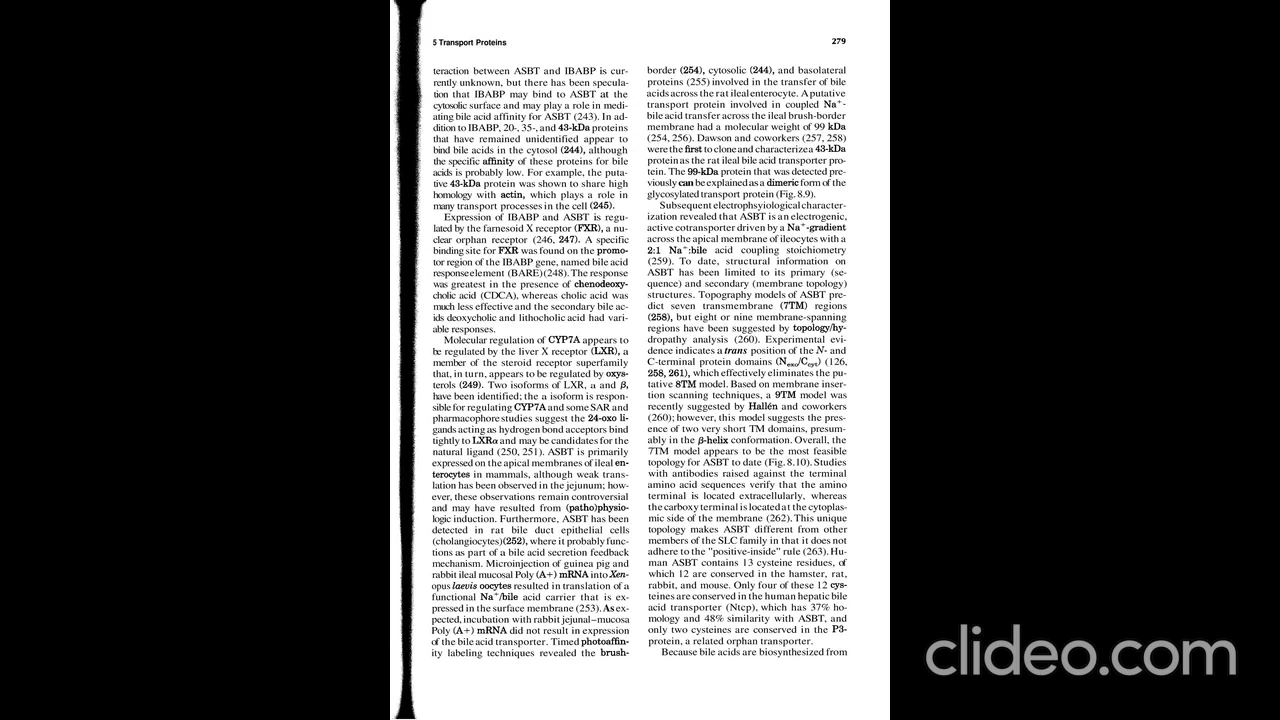 5 Transport Proteins
279
teraction between ASBT and IBABP is cur-
rently unknown, but there has been specula-
tion that IBABP may bind to ASBT at the
cytosolic surface and may play a role in medi-
ating bile acid affinity for ASBT (243). In ad-
dition to IBABP, 20-, 35-, and 43-kDa proteins
that have remained unidentified appear to
bind bile acids in the cytosol (244), although
the specific affinity of these proteins for bile
acids is probably low. For example, the puta-
tive 43-kDa protein was shown to share high
homology with actin, which plays a role in
many transport processes in the cell (245).
Expression of IBABP and ASBT is regu-
lated by the farnesoid X receptor (FXR), a nu-
clear orphan receptor (246, 247). A specific
binding site for FXR was found on the promo-
tor region of the IBABP gene, named bile acid
response element (BARE) (248). The response
was greatest in the presence of chenodeoxy-
cholic acid (CDCA), whereas cholic acid was
much less effective and the secondary bile ac-
ids deoxycholic and lithocholic acid had vari-
able responses.
Molecular regulation of CYP7A appears to
be regulated by the liver X receptor (LXR), a
member of the steroid receptor superfamily
that, in turn, appears to be regulated by oxys-
terols (249). Two isoforms of LXR, a and β,
have been identified; the a isoform is respon-
sible for regulating CYP7A and some SAR and
pharmacophore studies suggest the 24-oxo li-
gands acting as hydrogen bond acceptors bind
tightly to LXRα and may be candidates for the
natural ligand (250, 251). ASBT is primarily
expressed on the apical membranes of ileal en-
terocytes in mammals, although weak trans-
lation has been observed in the jejunum; how-
ever, these observations remain controversial
and may have resulted from (patho)physio-
logic induction. Furthermore, ASBT has been
detected in rat bile duct epithelial cells
(cholangiocytes) (252), where it probably func-
tions as part of a bile acid secretion feedback
mechanism. Microinjection of guinea pig and
rabbit ileal mucosal Poly (A+) mRNA into Xen-
opus laevis oocytes resulted in translation of a
functional Na⁺/bile acid carrier that is ex-
pressed in the surface membrane (253). As ex-
pected, incubation with rabbit jejunal–mucosa
Poly (A+) mRNA did not result in expression
of the bile acid transporter. Timed photoaffin-
ity labeling techniques revealed the brush-
border (254), cytosolic (244), and basolateral
proteins (255) involved in the transfer of bile
acids across the rat ileal enterocyte. A putative
transport protein involved in coupled Na⁺-
bile acid transfer across the ileal brush-border
membrane had a molecular weight of 99 kDa
(254, 256). Dawson and coworkers (257, 258)
were the first to clone and characterize a 43-kDa
protein as the rat ileal bile acid transporter pro-
tein. The 99-kDa protein that was detected pre-
viously can be explained as a dimeric form of the
glycosylated transport protein (Fig. 8.9).
Subsequent electrophsyiological character-
ization revealed that ASBT is an electrogenic,
active cotransporter driven by a Na⁺-gradient
across the apical membrane of ileocytes with a
2:1 Na⁺:bile acid coupling stoichiometry
(259). To date, structural information on
ASBT has been limited to its primary (se-
quence) and secondary (membrane topology)
structures. Topography models of ASBT pre-
dict seven transmembrane (7TM) regions
(258), but eight or nine membrane-spanning
regions have been suggested by topology/hy-
dropathy analysis (260). Experimental evi-
dence indicates a trans position of the N- and
C-terminal protein domains (Nexo/Ccyt) (126,
258, 261), which effectively eliminates the pu-
tative 8TM model. Based on membrane inser-
tion scanning techniques, a 9TM model was
recently suggested by Hallén and coworkers
(260); however, this model suggests the pres-
ence of two very short TM domains, presum-
ably in the β-helix conformation. Overall, the
7TM model appears to be the most feasible
topology for ASBT to date (Fig. 8.10). Studies
with antibodies raised against the terminal
amino acid sequences verify that the amino
terminal is located extracellularly, whereas
the carboxy terminal is located at the cytoplas-
mic side of the membrane (262). This unique
topology makes ASBT different from other
members of the SLC family in that it does not
adhere to the "positive-inside" rule (263). Hu-
man ASBT contains 13 cysteine residues, of
which 12 are conserved in the hamster, rat,
rabbit, and mouse. Only four of these 12 cys-
teines are conserved in the human hepatic bile
acid transporter (Ntcp), which has 37% ho-
mology and 48% similarity with ASBT, and
only two cysteines are conserved in the P3-
protein, a related orphan transporter.
Because bile acids are biosynthesized from
clideo.com